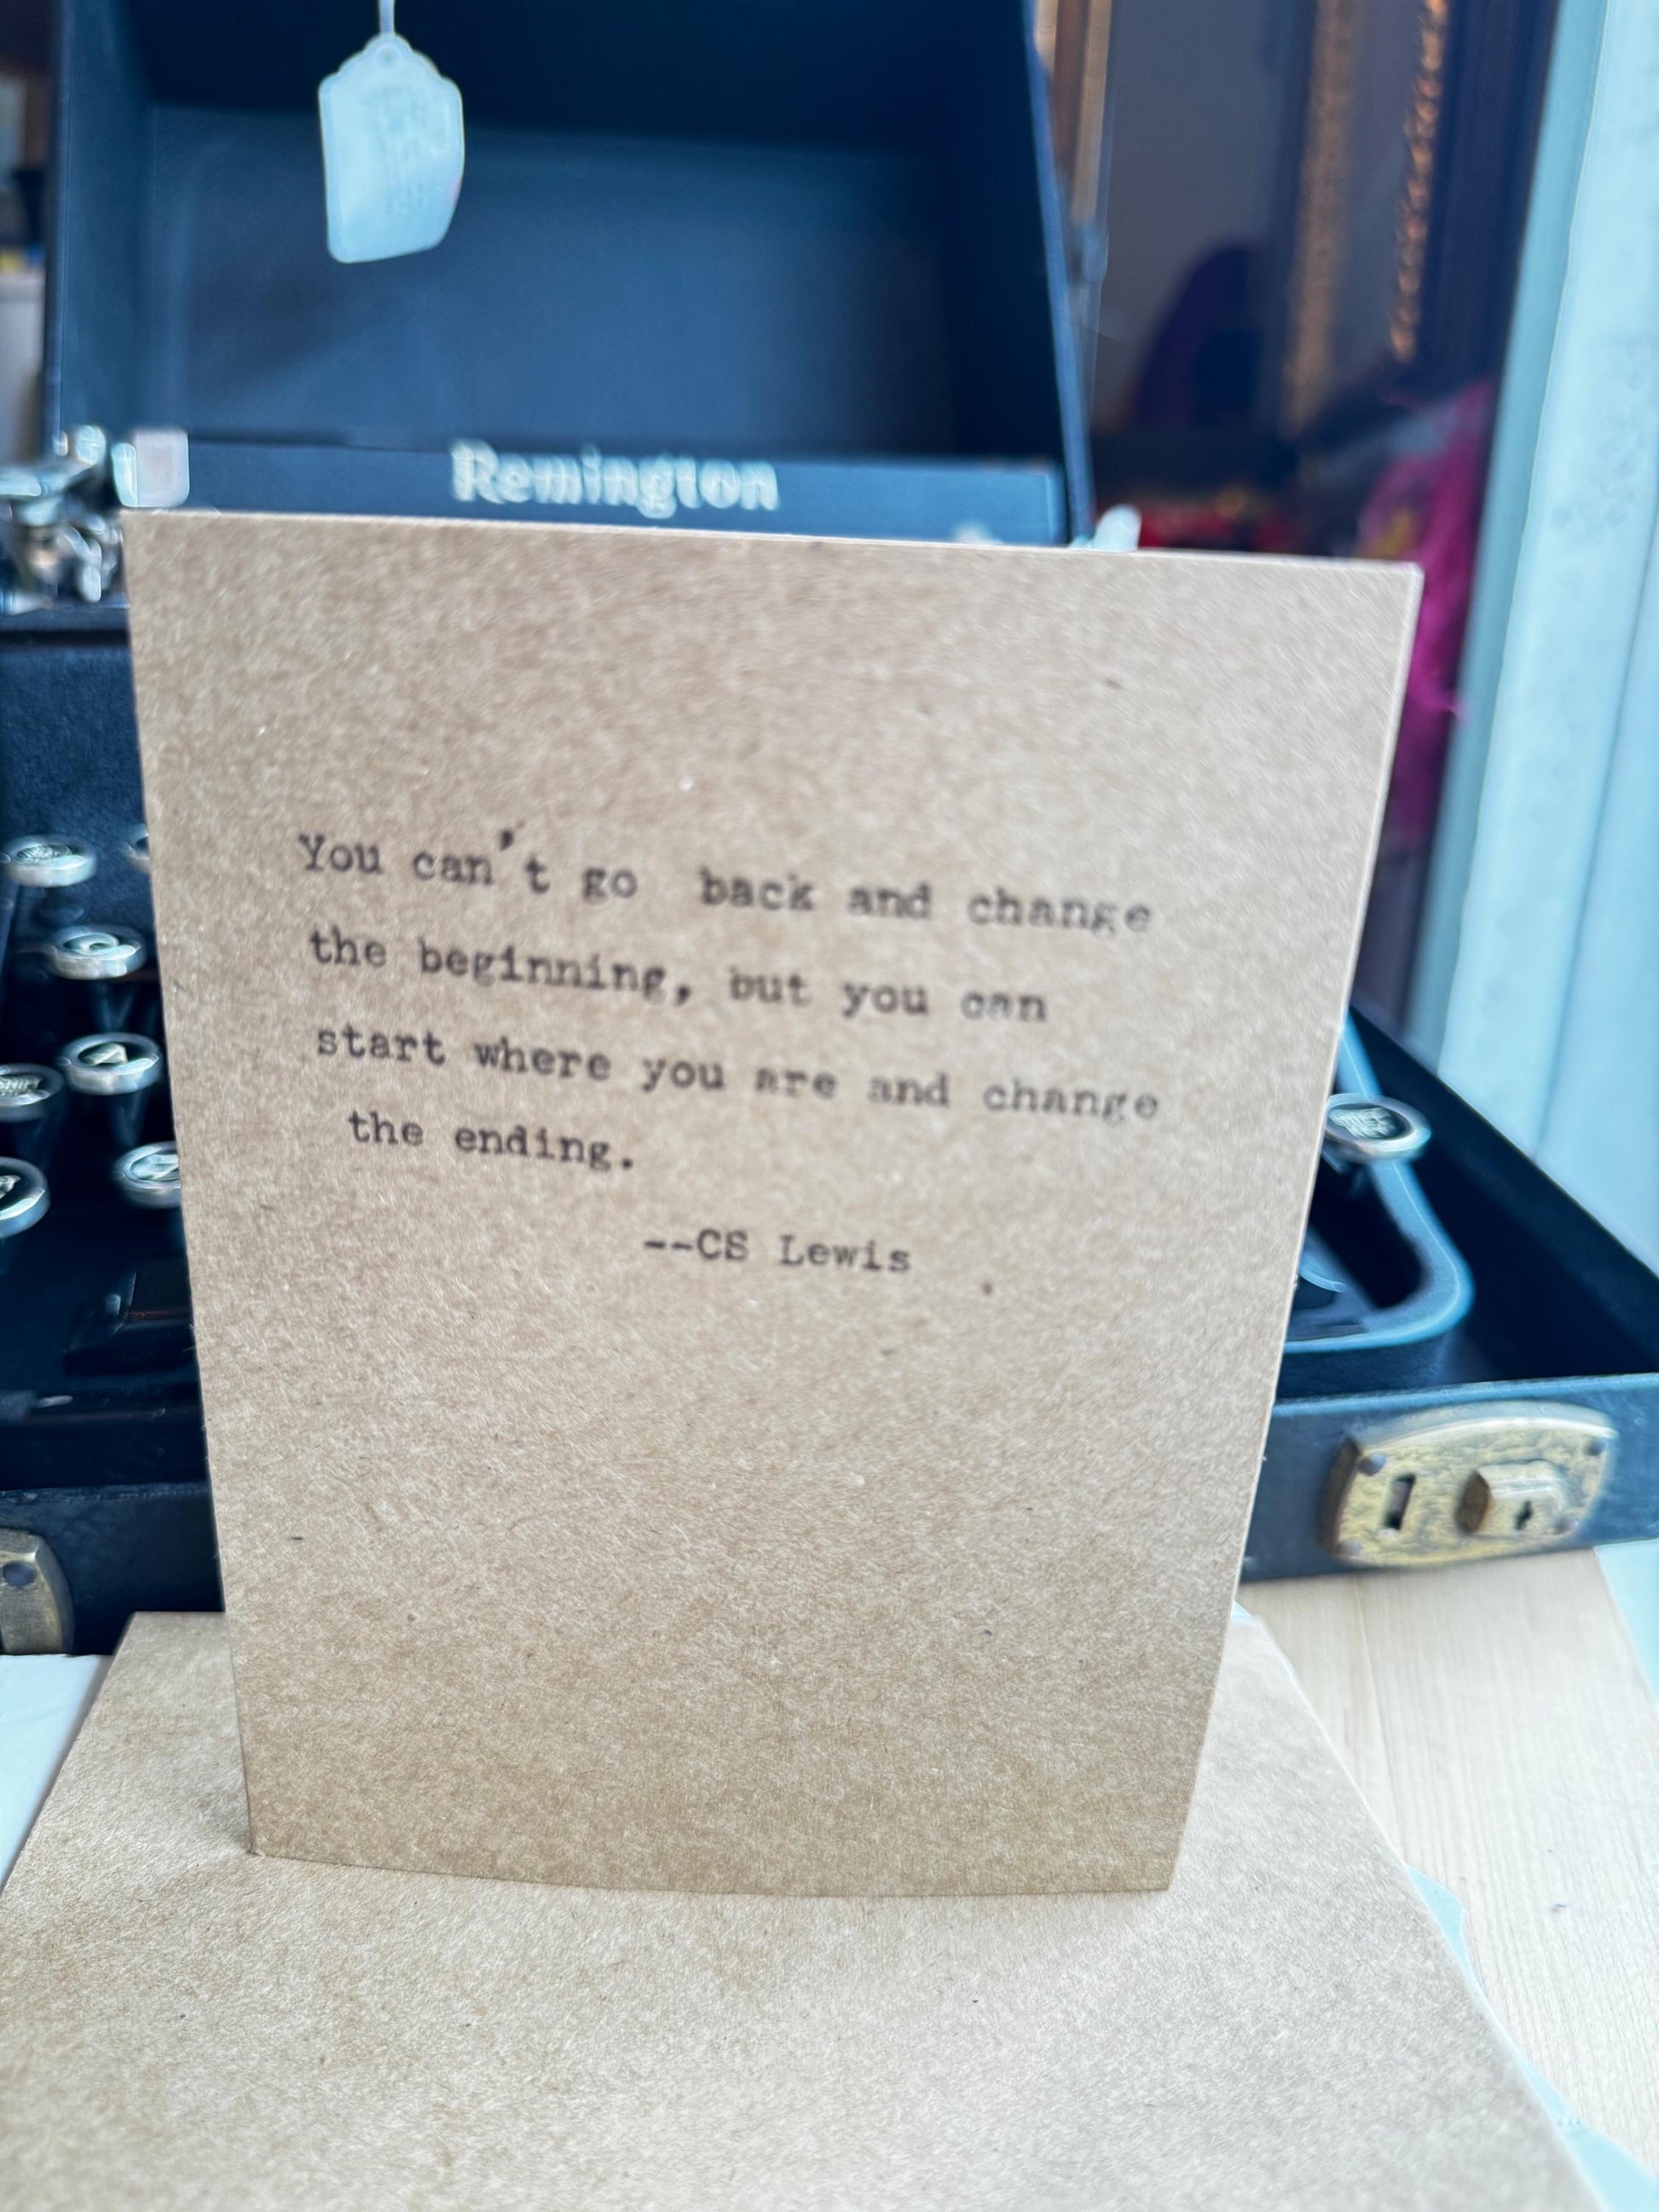 Remington
You can't go  back and change
the beginning, but you can
start where you are and change
the ending.
--CS Lewis